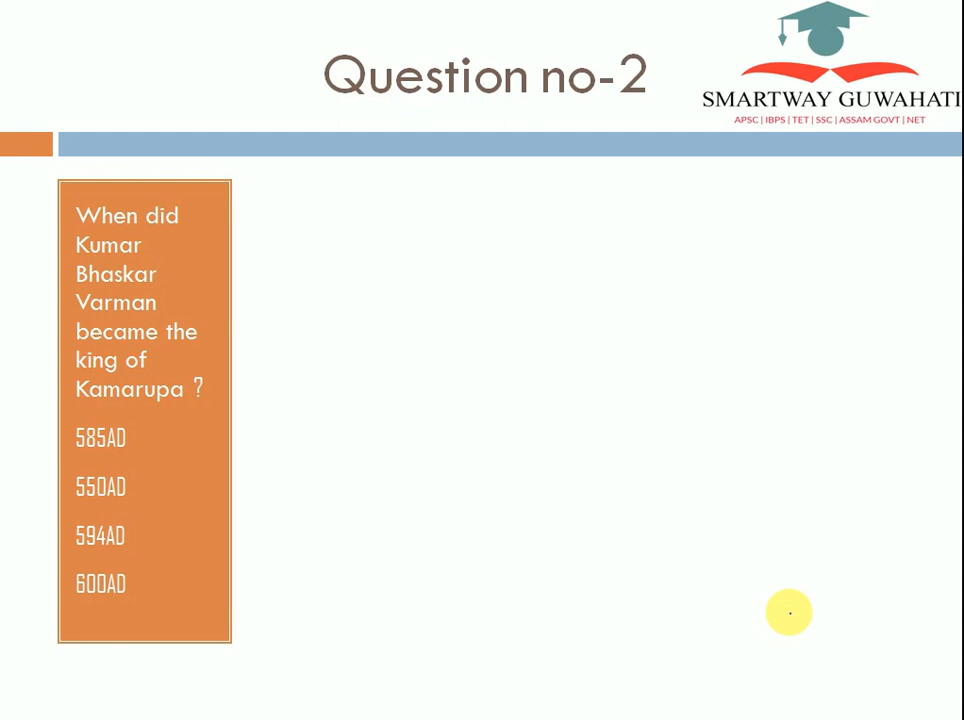 Question no-2
SMARTWAY GUWAHATI
APSC | IBPS | TET | SSC | ASSAM GOVT | NET
When did
Kumar
Bhaskar
Varman
became the
king of
Kamarupa ?
585AD
550AD
594AD
600AD